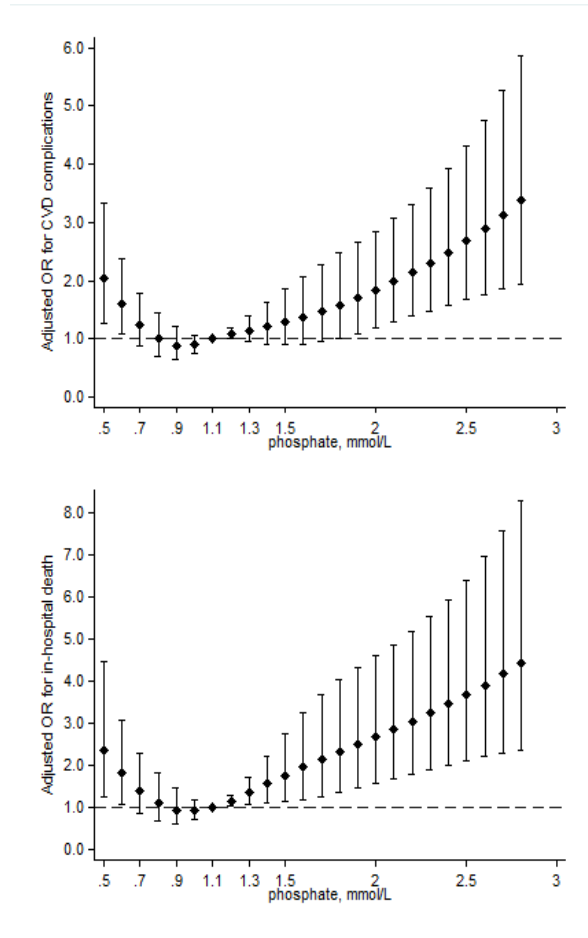 6.0
5.0
4.0
3.0
2.0
1.0
0.0
Adjusted OR for CVD complications
.5 .7 .9 1.1 1.3 1.5 2 2.5 3
phosphate, mmol/L
8.0
7.0
6.0
5.0
4.0
3.0
2.0
1.0
0.0
Adjusted OR for in-hospital death
.5 .7 .9 1.1 1.3 1.5 2 2.5 3
phosphate, mmol/L